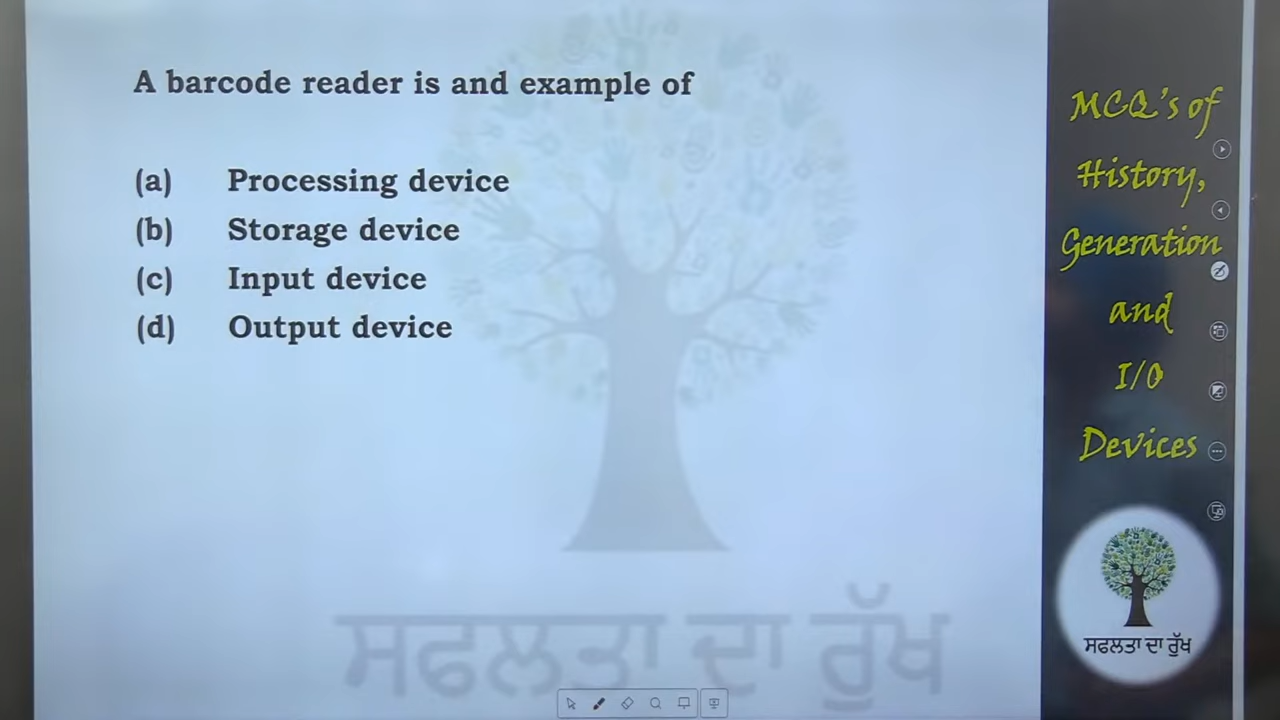 A barcode reader is and example of
(a) Processing device
(b) Storage device
(c) Input device
(d) Output device
ਸਫਲਤਾ ਦਾ ਰੁੱਖ
MCQ's of
History,
Generation
and
I/O
Devices
ਸਫਲਤਾ ਦਾ ਰੁੱਖ